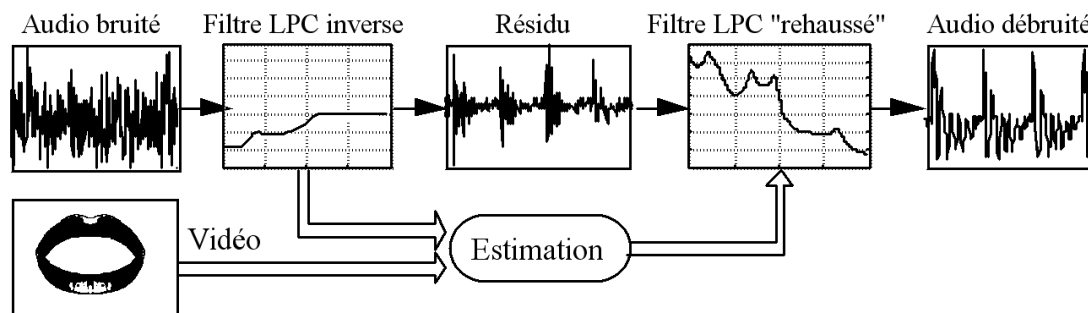 Audio bruité
Filtre LPC inverse
Résidu
Filtre LPC "rehaussé"
Audio débruité
Vidéo
Estimation